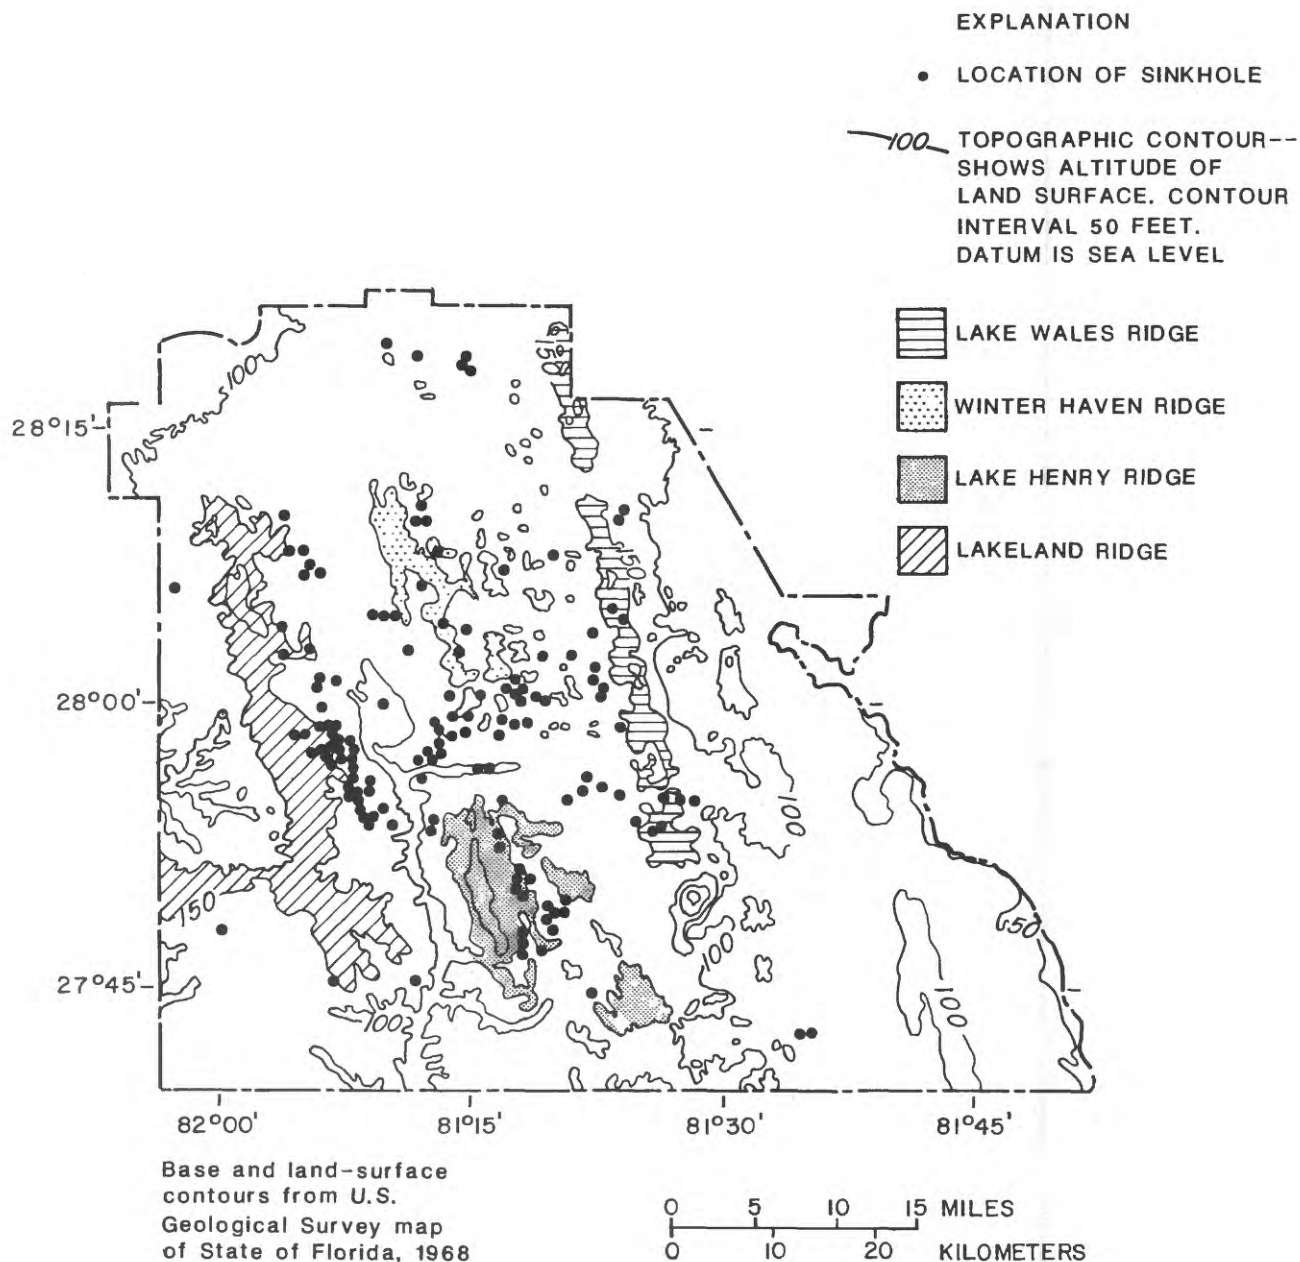 EXPLANATION
LOCATION OF SINKHOLE
100 TOPOGRAPHIC CONTOUR--
SHOWS ALTITUDE OF
LAND SURFACE. CONTOUR
INTERVAL 50 FEET.
DATUM IS SEA LEVEL
LAKE WALES RIDGE
WINTER HAVEN RIDGE
LAKE HENRY RIDGE
LAKELAND RIDGE
100
150
28°15'
150
28°00'
100
150
50
100
27°45'
100
100
82°00' 81°15' 81°30' 81°45'
Base and land-surface
contours from U.S.
Geological Survey map
of State of Florida, 1968
0 5 10 15 MILES
0 10 20 KILOMETERS